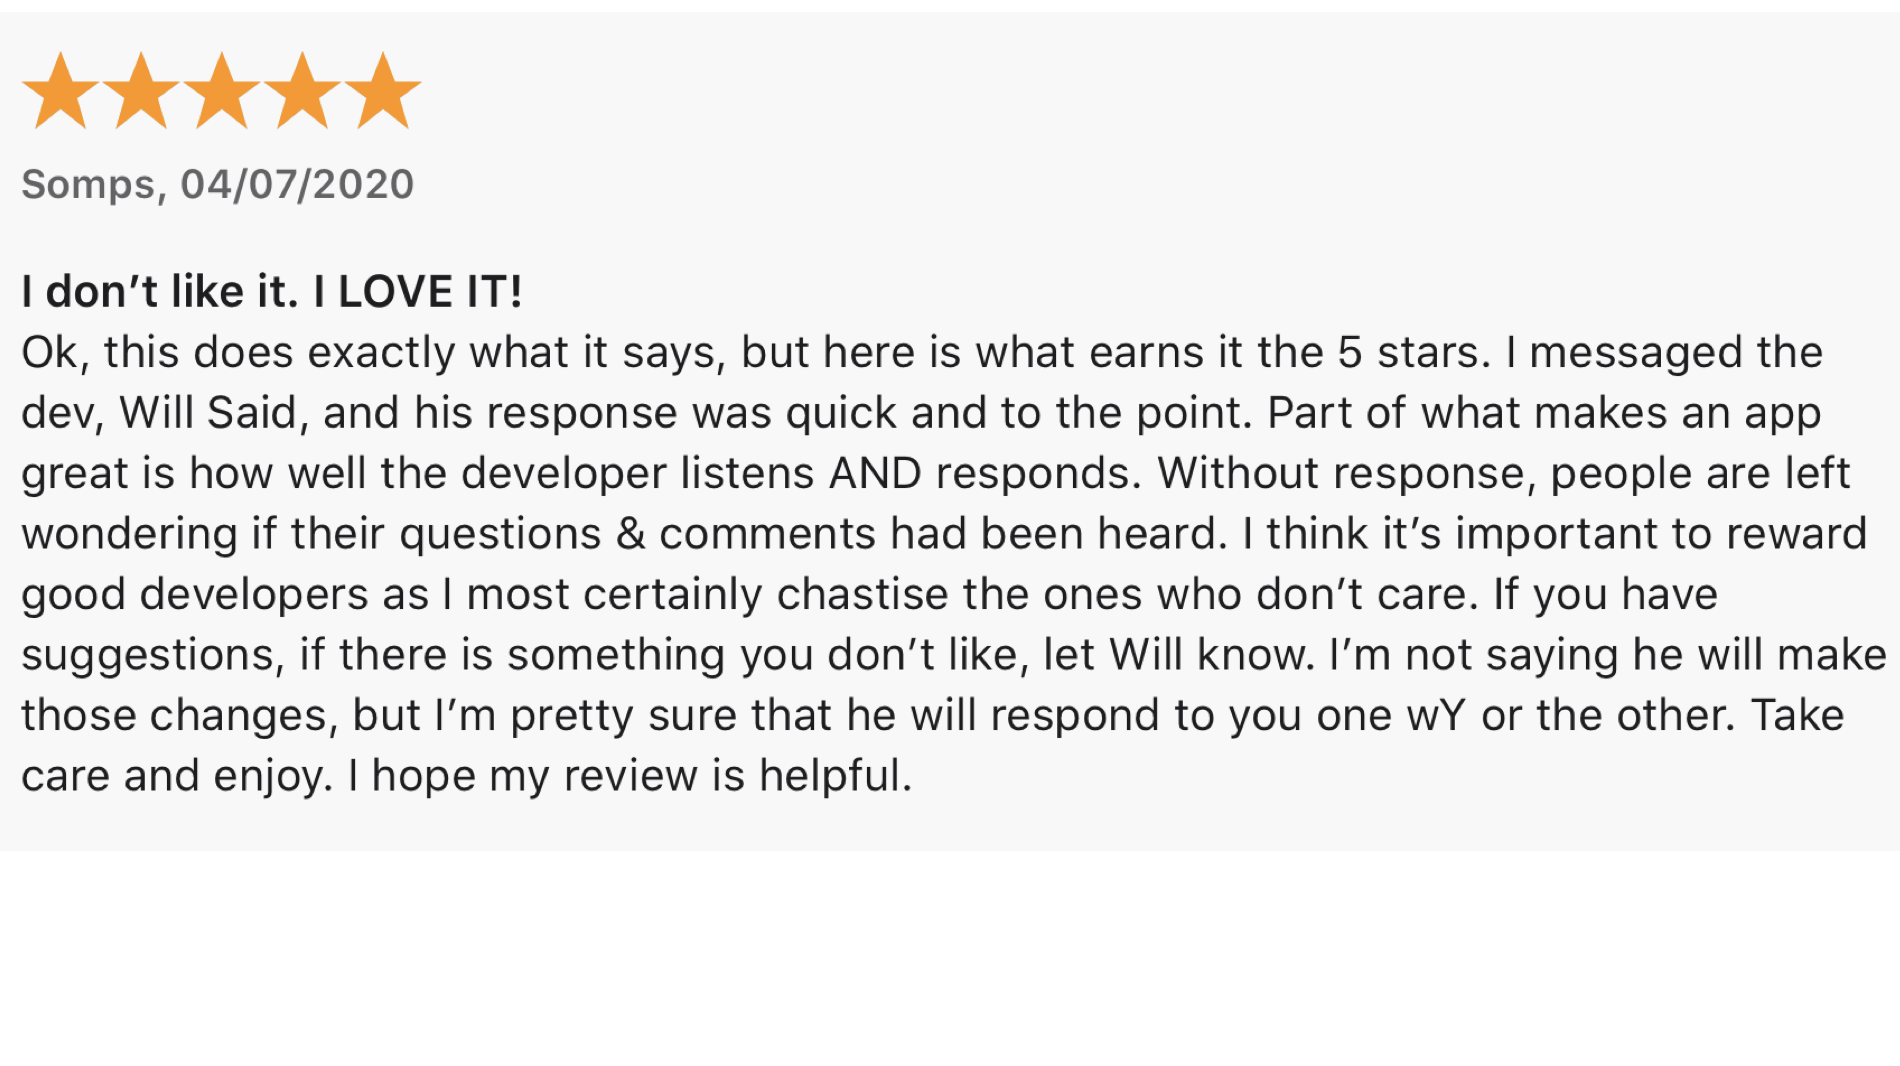 Somps, 04/07/2020
I don’t like it. I LOVE IT!
Ok, this does exactly what it says, but here is what earns it the 5 stars. I messaged the
dev, Will Said, and his response was quick and to the point. Part of what makes an app
great is how well the developer listens AND responds. Without response, people are left
wondering if their questions & comments had been heard. I think it’s important to reward
good developers as I most certainly chastise the ones who don’t care. If you have
suggestions, if there is something you don’t like, let Will know. I’m not saying he will make
those changes, but I’m pretty sure that he will respond to you one wY or the other. Take
care and enjoy. I hope my review is helpful.